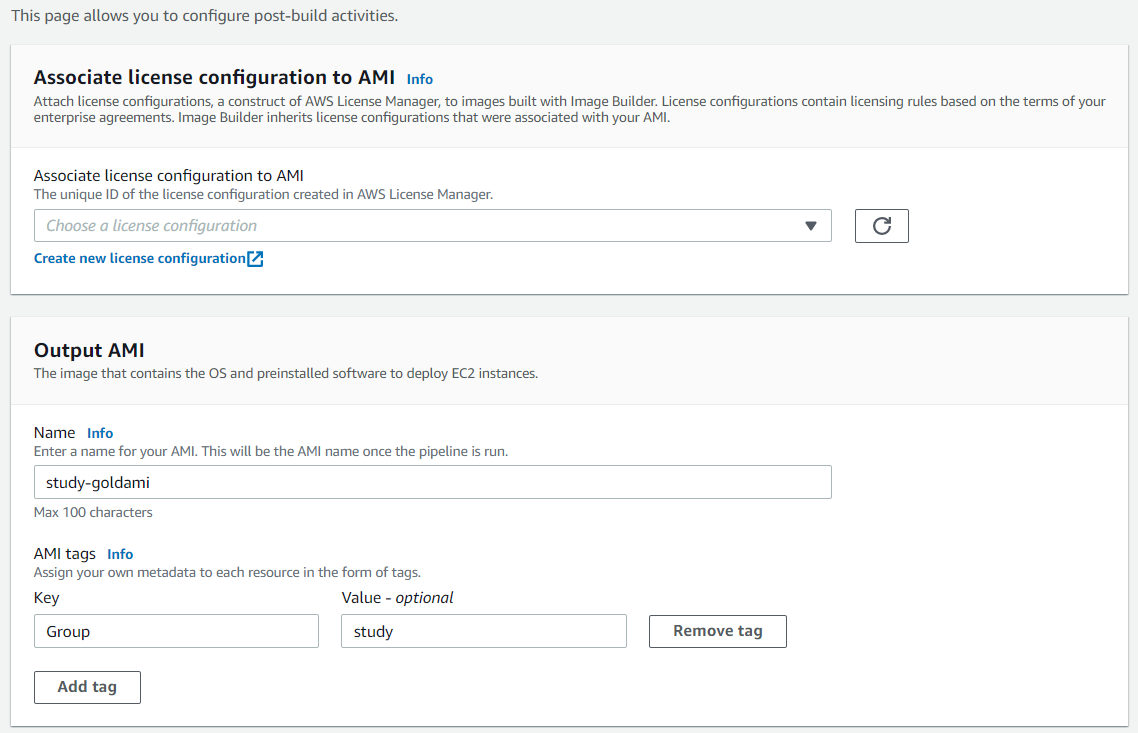 This page allows you to configure post-build activities.
Associate license configuration to AMI Info
Attach license configurations, a construct of AWS License Manager, to images built with Image Builder. License configurations contain licensing rules based on the terms of your
enterprise agreements. Image Builder inherits license configurations that were associated with your AMI.
Associate license configuration to AMI
The unique ID of the license configuration created in AWS License Manager.
Choose a license configuration
Create new license configuration
Output AMI
The image that contains the OS and preinstalled software to deploy EC2 instances.
Name Info
Enter a name for your AMI. This will be the AMI name once the pipeline is run.
study-goldami
Max 100 characters
AMI tags Info
Assign your own metadata to each resource in the form of tags.
Key Value - optional
Group study Remove tag
Add tag